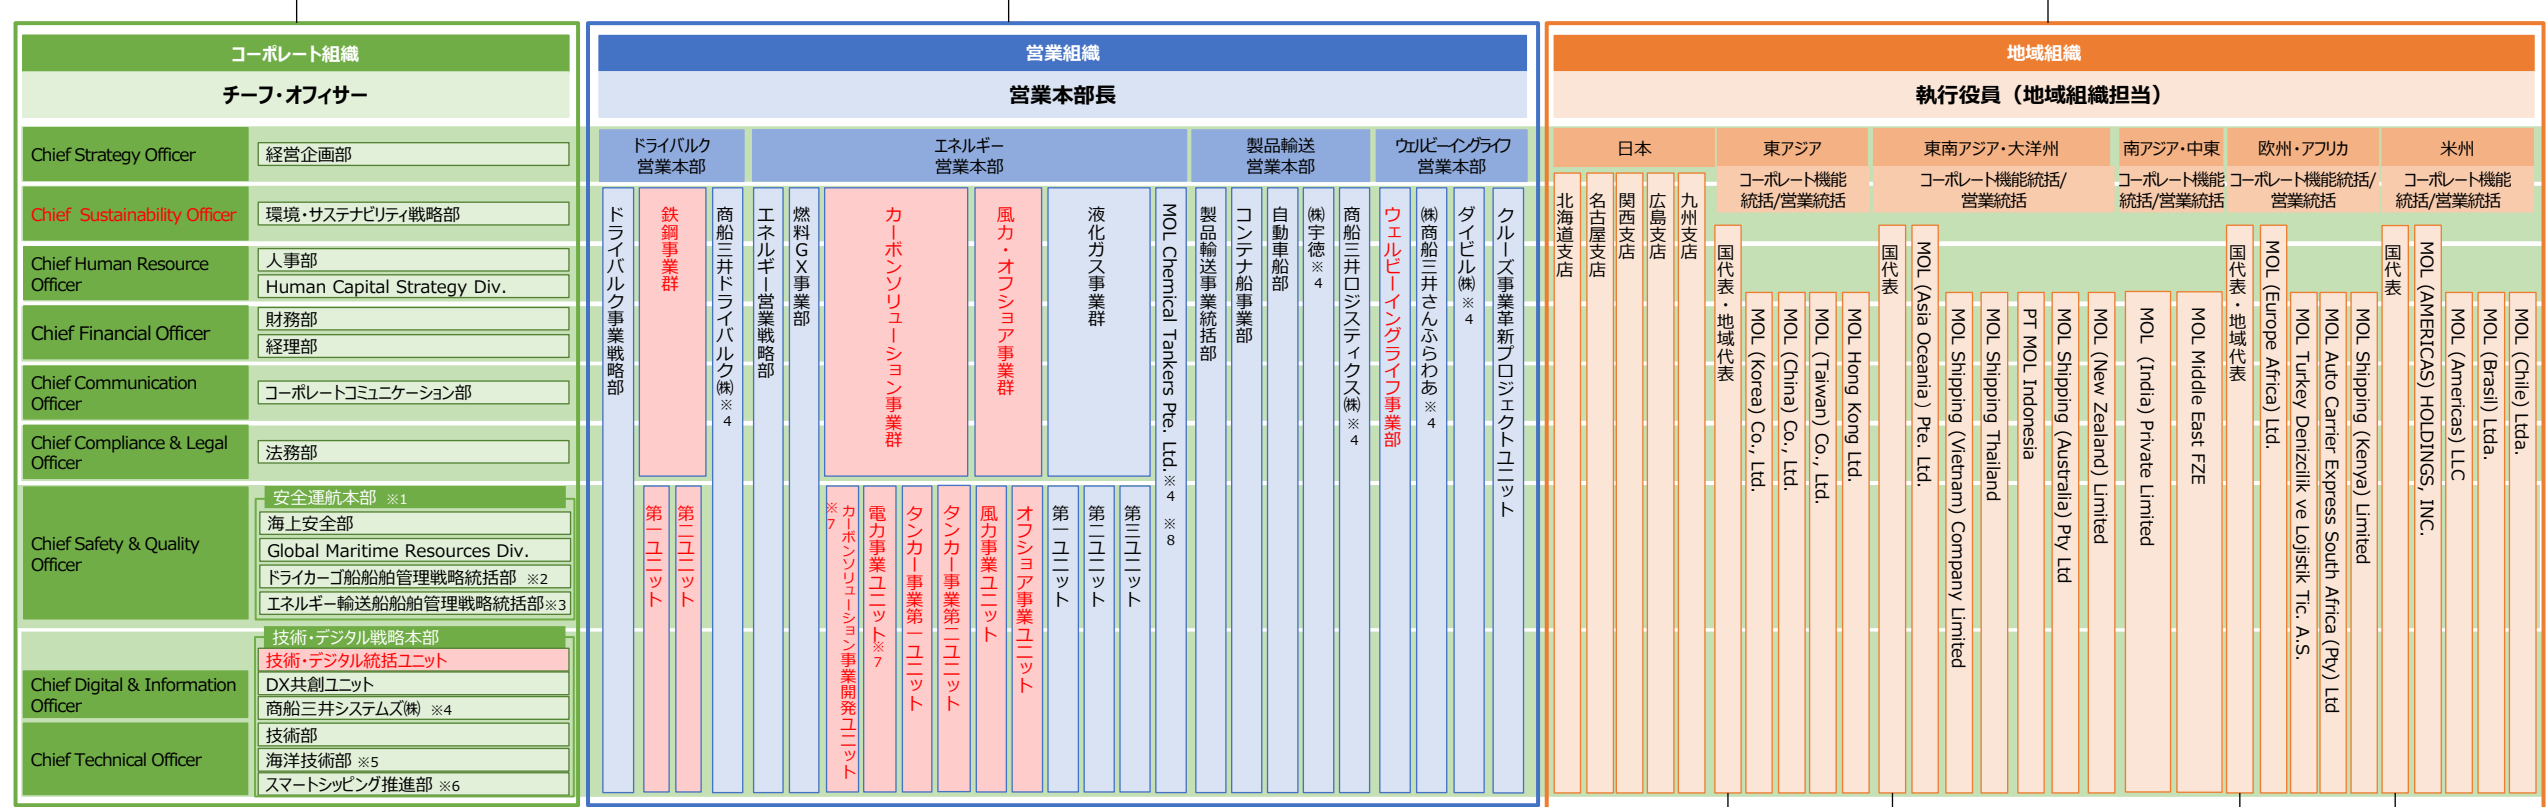 コーポレート組織
チーフ・オフィサー
Chief Strategy Officer
経営企画部
Chief Sustainability Officer
環境・サステナビリティ戦略部
Chief Human Resource
Officer
人事部
Human Capital Strategy Div.
Chief Financial Officer
財務部
経理部
Chief Communication
Officer
コーポレートコミュニケーション部
Chief Compliance & Legal
Officer
法務部
Chief Safety & Quality
Officer
安全運航本部 ※1
海上安全部
Global Maritime Resources Div.
ドライカーゴ船船舶管理戦略統括部 ※2
エネルギー輸送船船舶管理戦略統括部※3
技術・デジタル戦略本部
技術・デジタル統括ユニット
Chief Digital & Information
Officer
DX共創ユニット
商船三井システムズ㈱ ※4
Chief Technical Officer
技術部
海洋技術部 ※5
スマートシッピング推進部 ※6
営業組織
営業本部長
ドライバルク
営業本部
ドライバルク事業戦略部
鉄鋼事業群
第一ユニット
第二ユニット
商船三井ドライバルク㈱※4
エネルギー
営業本部
エネルギー営業戦略部
燃料GX事業部
カーボンソリューション事業群
カーボンソリューション事業開発ユニット
※7
電力事業ユニット※7
タンカー事業第一ユニット
タンカー事業第二ユニット
風力・オフショア事業群
風力事業ユニット
オフショア事業ユニット
液化ガス事業群
第一ユニット
第二ユニット
第三ユニット
MOL Chemical Tankers Pte. Ltd.※4 ※8
製品輸送
営業本部
製品輸送事業統括部
コンテナ船事業部
自動車船部
㈱宇徳※4
商船三井ロジスティクス㈱※4
ウェルビーイングライフ
営業本部
ウェルビーイングライフ事業部
㈱商船三井さんふらわあ※4
ダイビル㈱※4
クルーズ事業革新プロジェクトユニット
地域組織
執行役員（地域組織担当）
日本
北海道支店
名古屋支店
関西支店
広島支店
九州支店
東アジア
コーポレート機能
統括/営業統括
国代表・地域代表
MOL (Korea) Co., Ltd.
MOL (China) Co., Ltd.
MOL (Taiwan) Co., Ltd.
MOL Hong Kong Ltd.
東南アジア・大洋州
コーポレート機能統括/
営業統括
国代表
MOL (Asia Oceania) Pte. Ltd.
MOL Shipping (Vietnam) Company Limited
MOL Shipping Thailand
PT MOL Indonesia
MOL Shipping (Australia) Pty Ltd
MOL (New Zealand) Limited
南アジア・中東
コーポレート機能
統括/営業統括
MOL (India) Private Limited
MOL Middle East FZE
欧州・アフリカ
コーポレート機能統括/
営業統括
国代表・地域代表
MOL (Europe Africa) Ltd.
MOL Turkey Denizcilik ve Lojistik Tic. A.S.
MOL Auto Carrier Express South Africa (Pty) Ltd
MOL Shipping (Kenya) Limited
米州
コーポレート機能
統括/営業統括
国代表
MOL (AMERICAS) HOLDINGS, INC.
MOL (Americas) LLC
MOL (Brasil) Ltda.
MOL (Chile) Ltda.